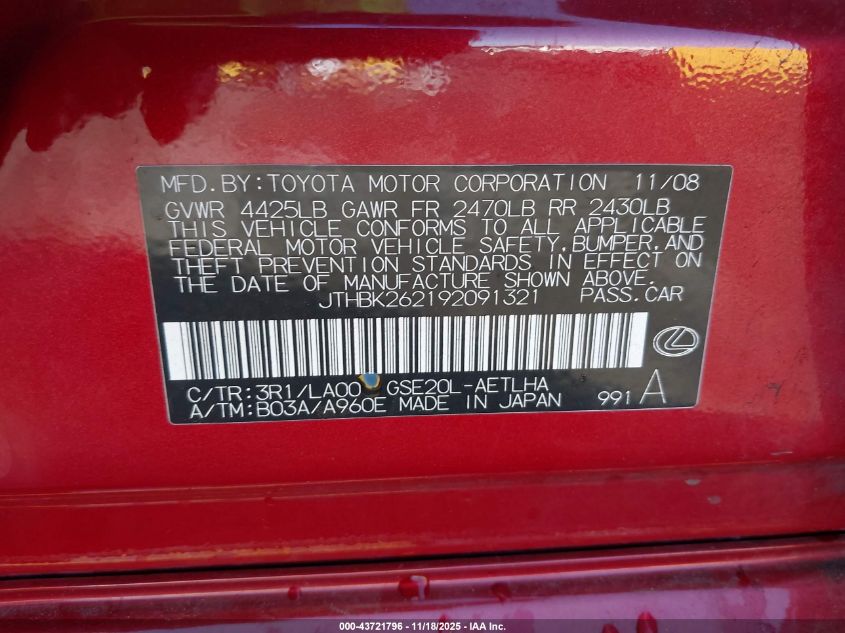 MFD. BY: TOYOTA MOTOR CORPORATION 11/08
GVWR 4425LB GAWR FR 2470LB RR 2430LB
THIS VEHICLE CONFORMS TO ALL APPLICABLE
FEDERAL MOTOR VEHICLE SAFETY, BUMPER, AND
THEFT PREVENTION STANDARDS IN EFFECT ON
THE DATE OF MANUFACTURE SHOWN ABOVE.
JTHBK262192091321 PASS. CAR
C/TR: 3R1/LA00 GSE20L-AETLHA
A/TM: B03A/A960E MADE IN JAPAN 991 A
000-43721796 - 11/18/2025 - IAA Inc.